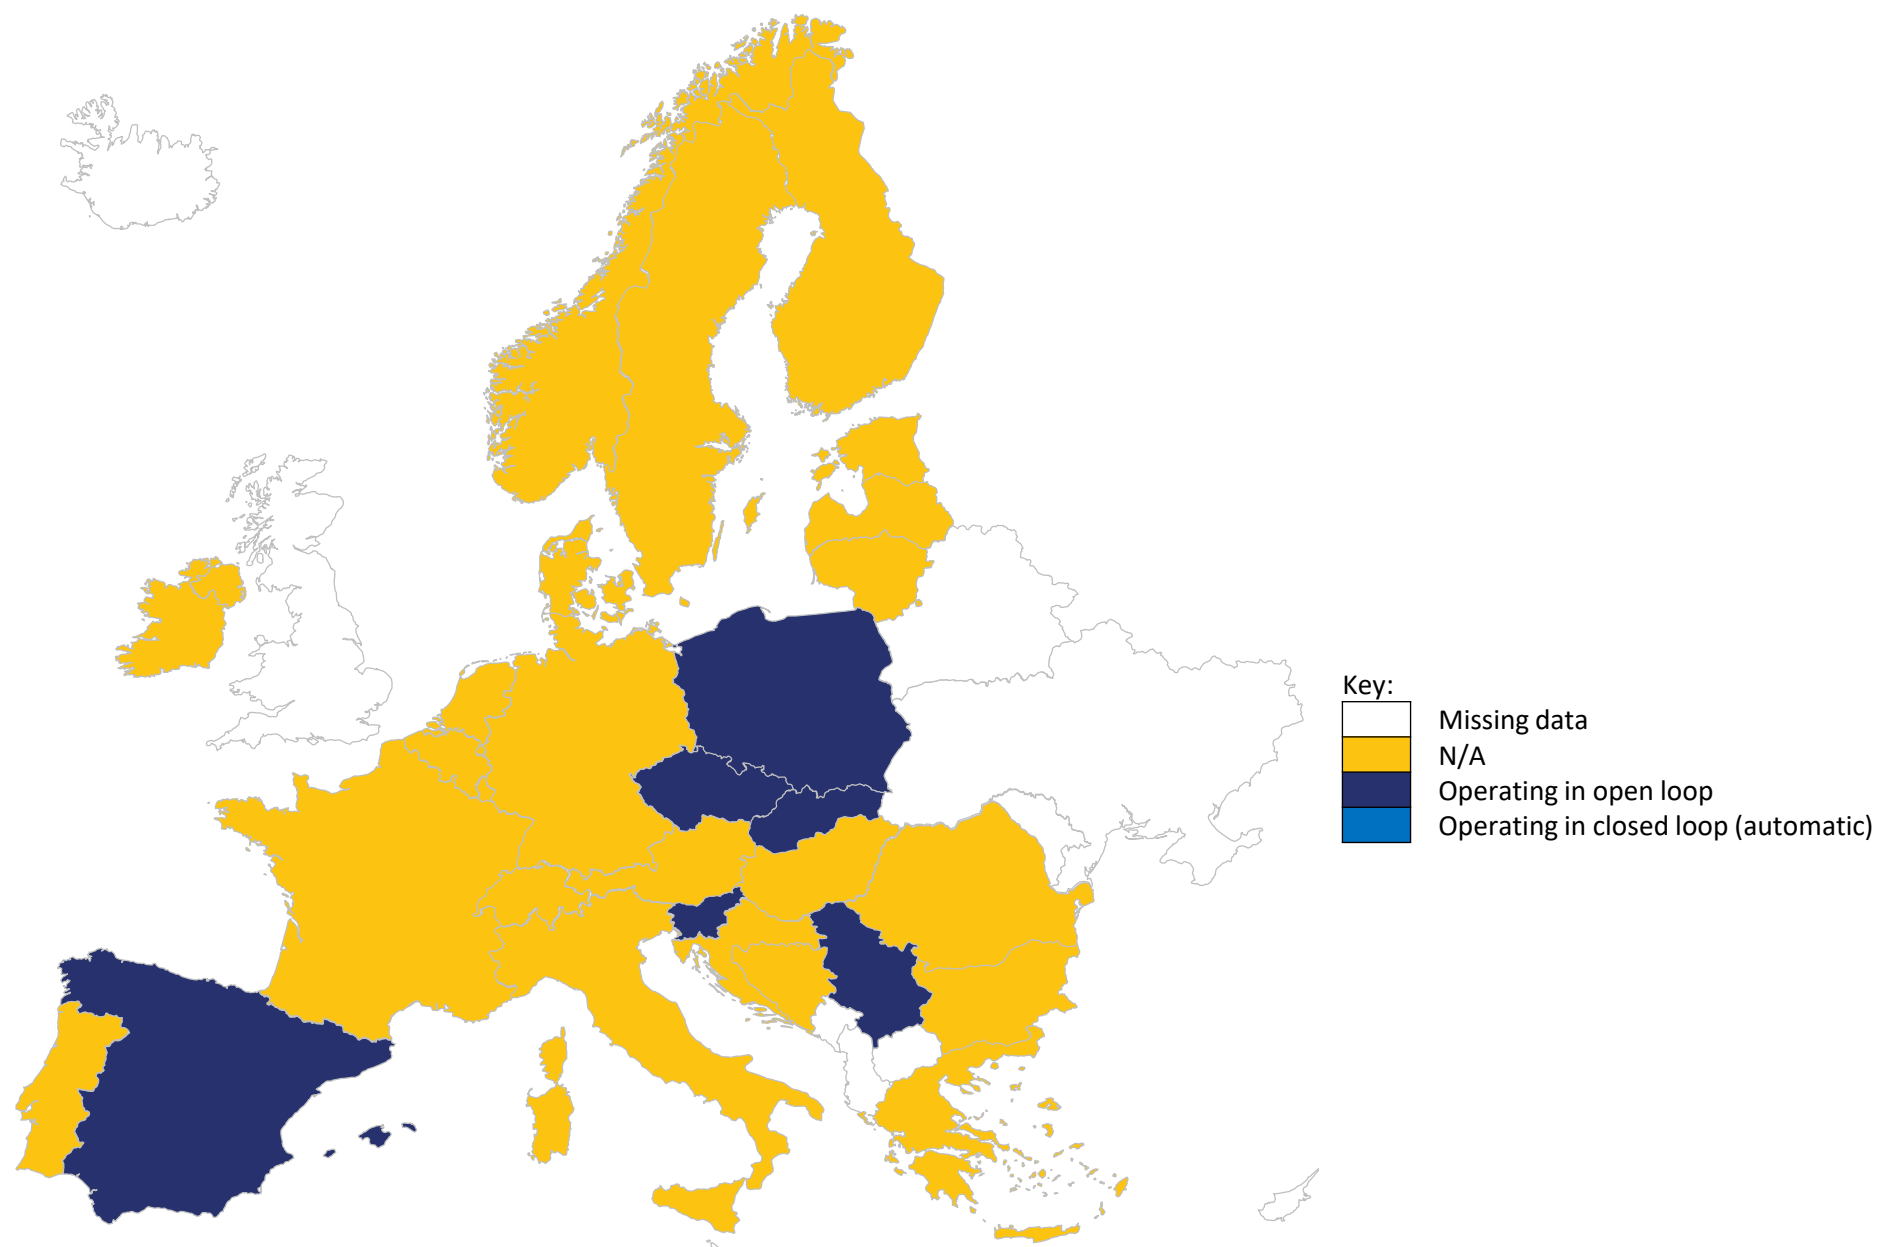 Key:
Missing data
N/A
Operating in open loop
Operating in closed loop (automatic)